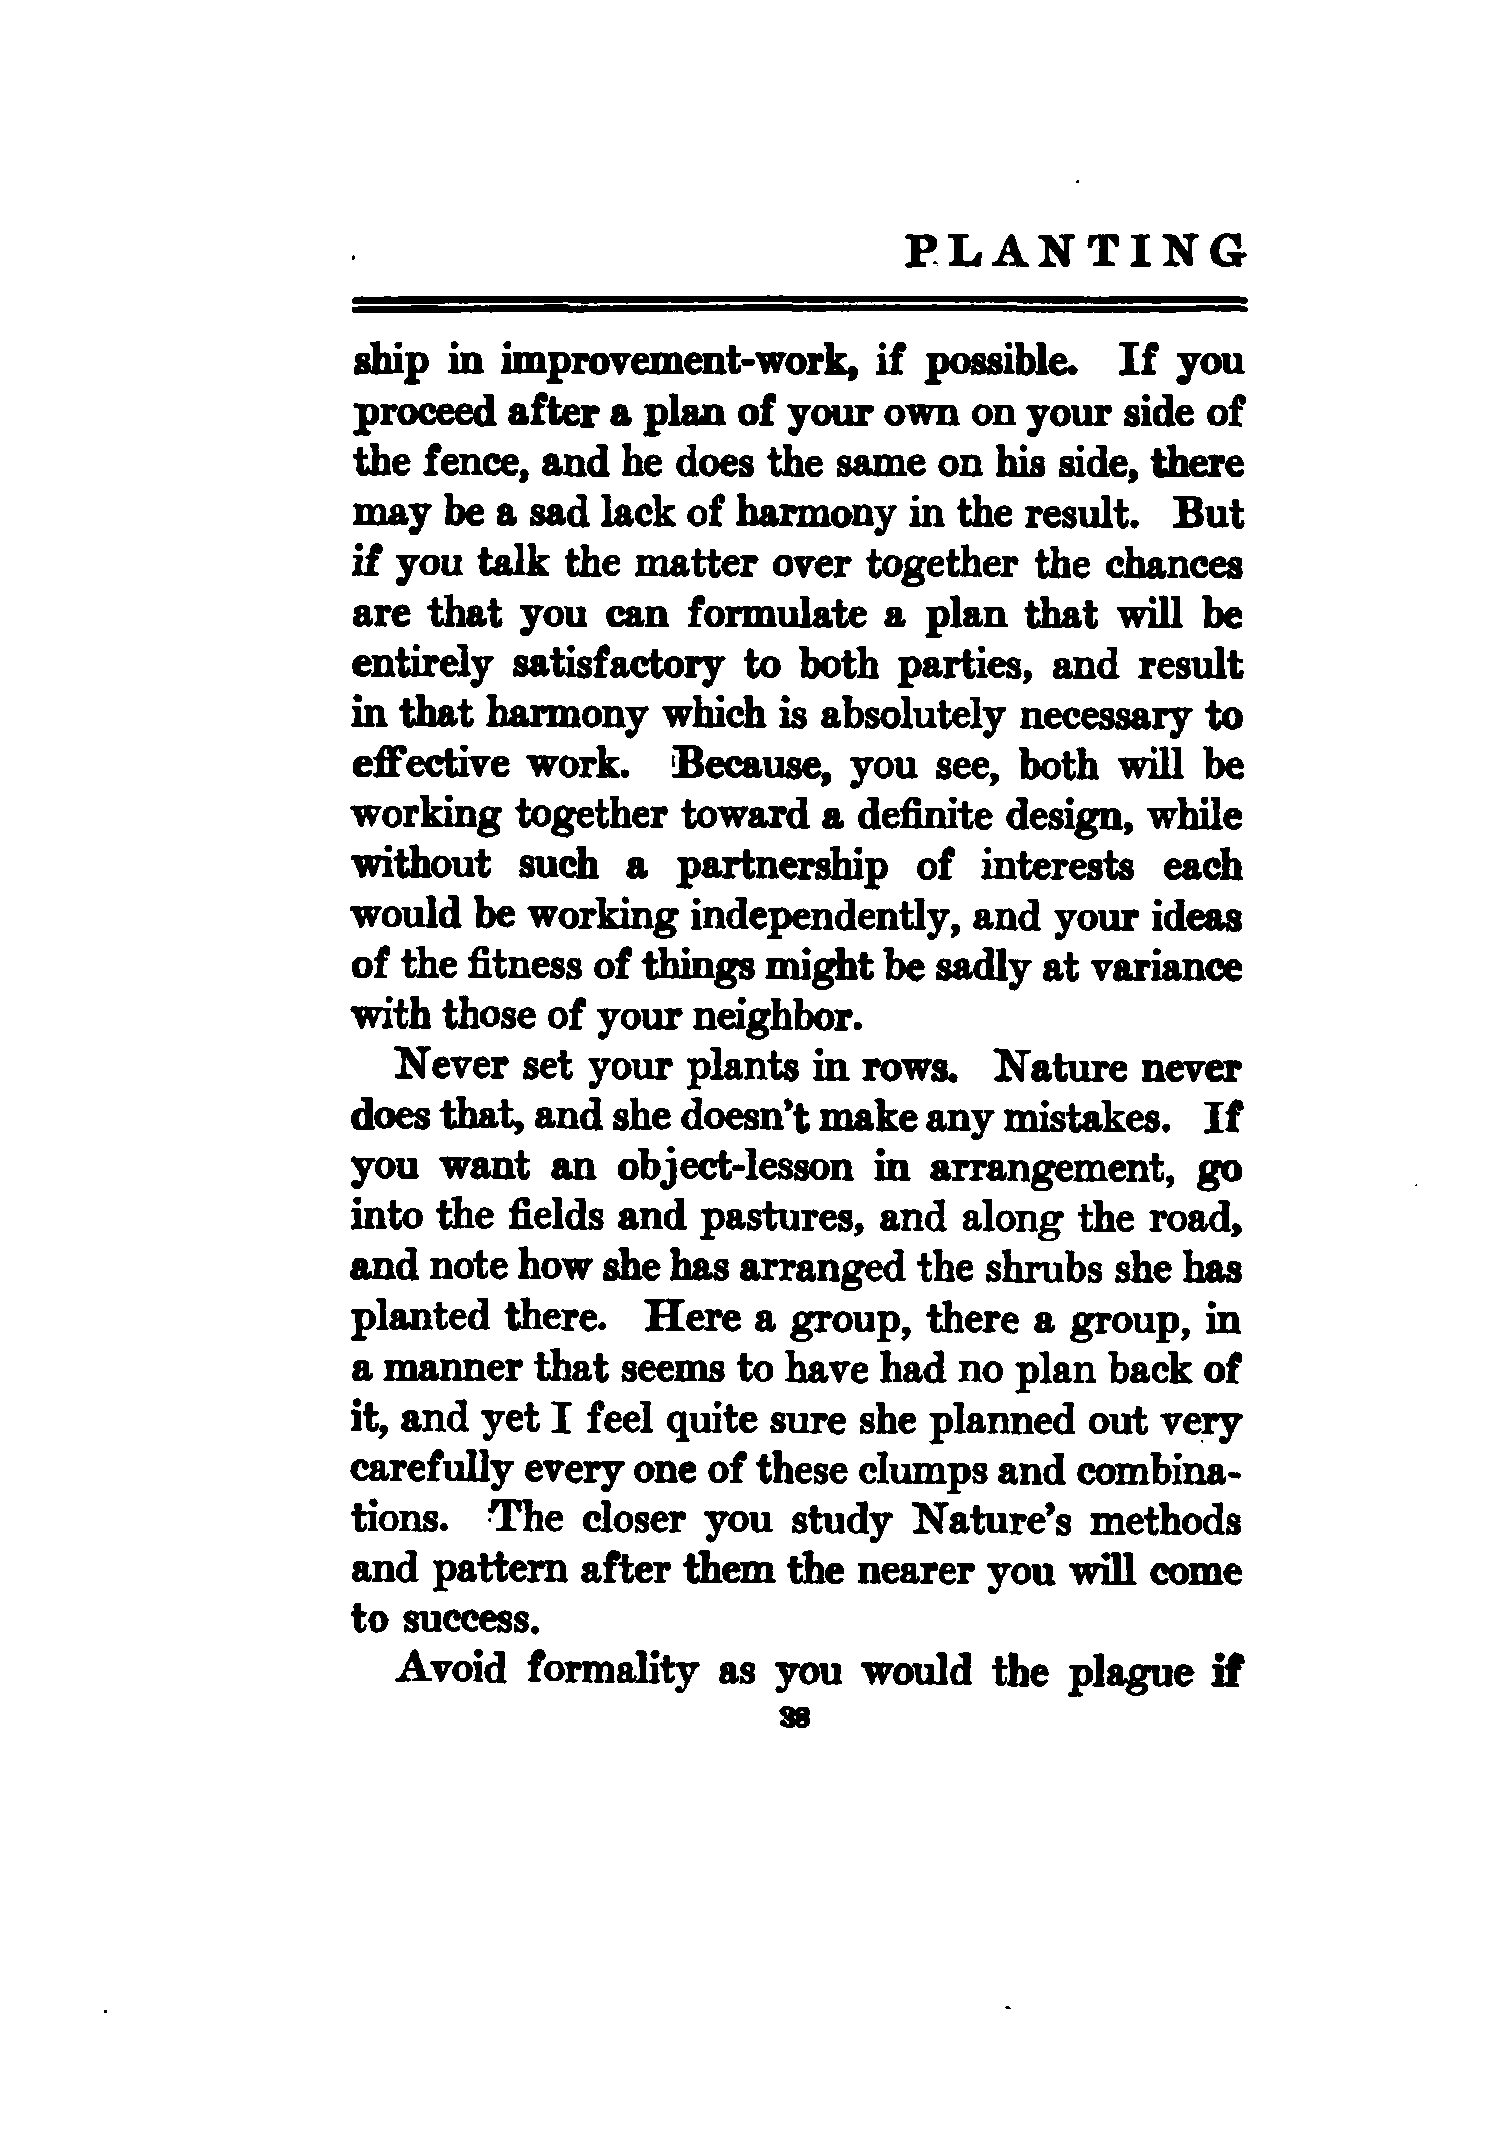 PLANTING
ship in improvement-work, if possible. If you
proceed after a plan of your own on your side of
the fence, and he does the same on his side, there
may be a sad lack of harmony in the result. But
if you talk the matter over together the chances
are that you can formulate a plan that will be
entirely satisfactory to both parties, and result
in that harmony which is absolutely necessary to
effective work. Because, you see, both will be
working together toward a definite design, while
without such a partnership of interests each
would be working independently, and your ideas
of the fitness of things might be sadly at variance
with those of your neighbor.
Never set your plants in rows. Nature never
does that, and she doesn't make any mistakes. If
you want an object-lesson in arrangement, go
into the fields and pastures, and along the road,
and note how she has arranged the shrubs she has
planted there. Here a group, there a group, in
a manner that seems to have had no plan back of
it, and yet I feel quite sure she planned out very
carefully every one of these clumps and combina-
tions. The closer you study Nature's methods
and pattern after them the nearer you will come
to success.
Avoid formality as you would the plague if
38